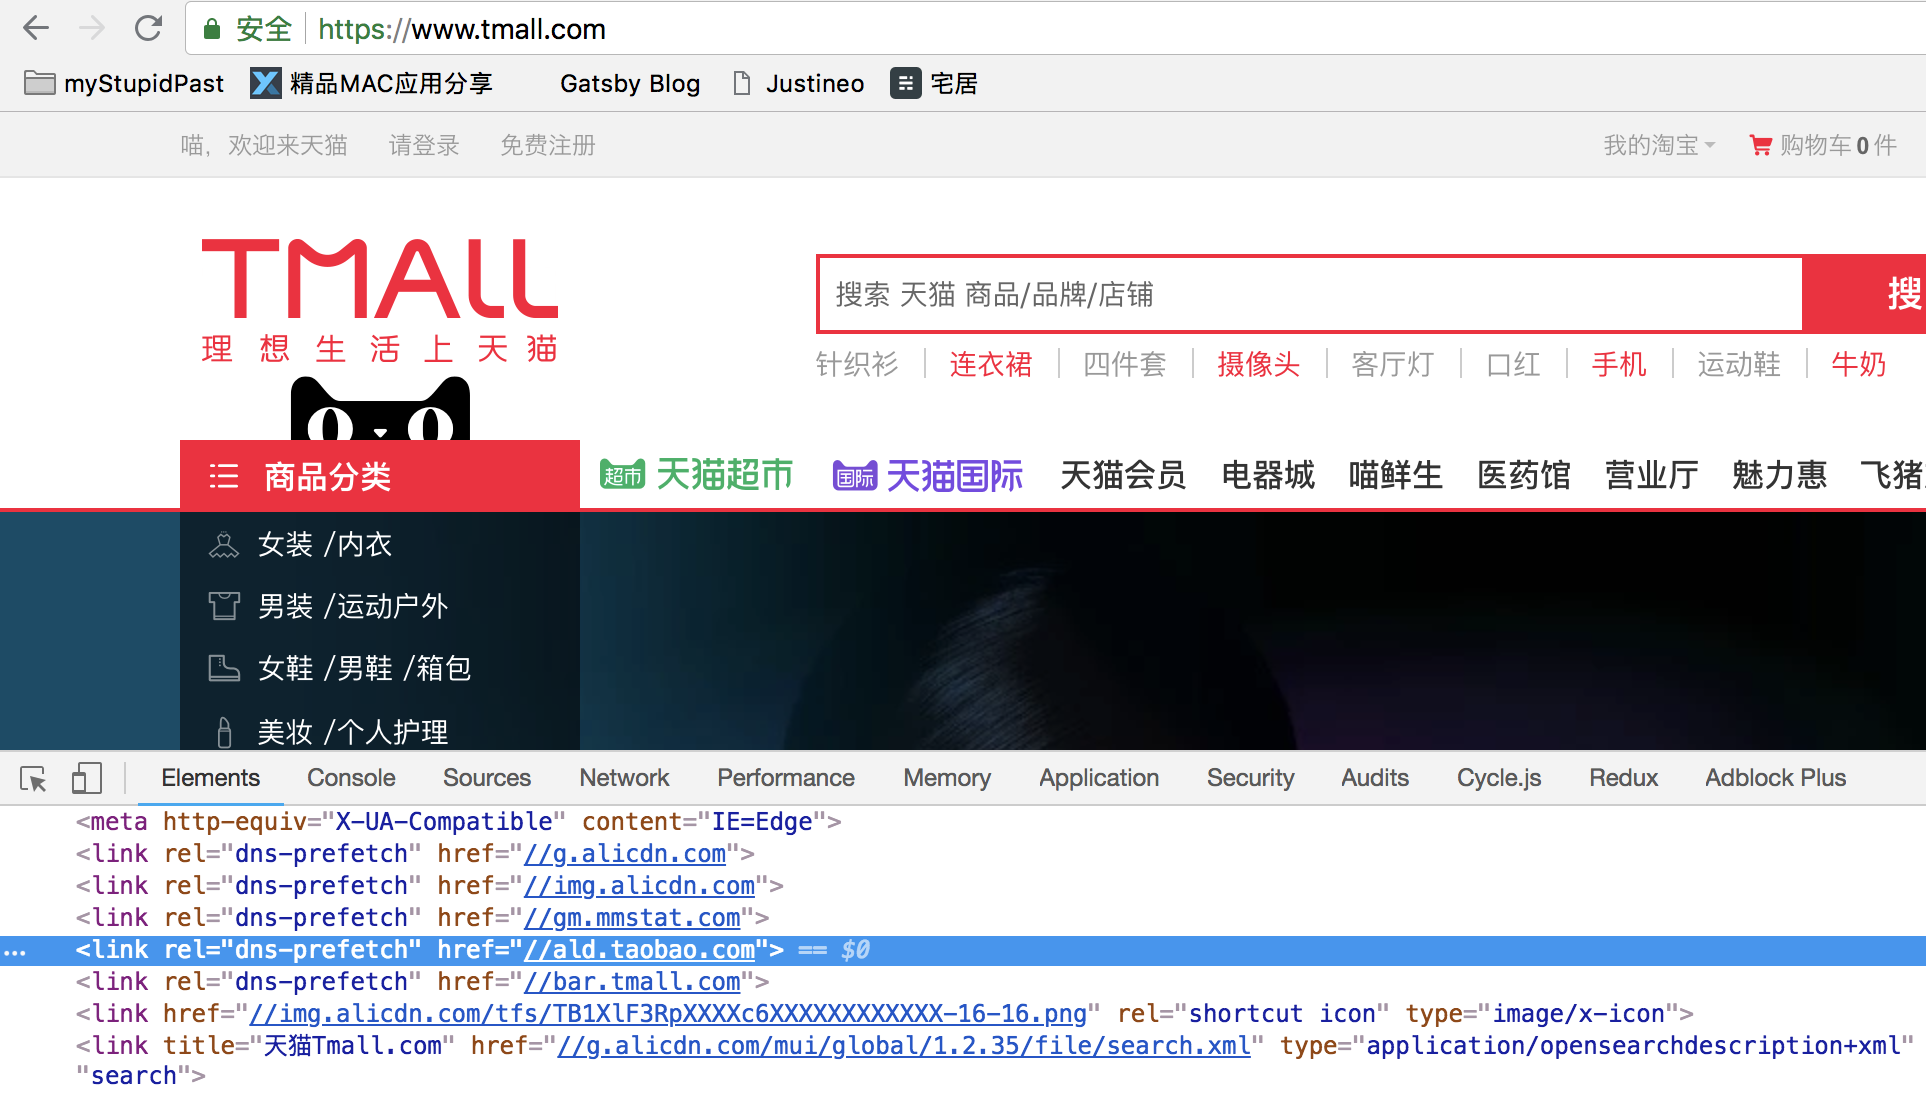 安全 https://www.tmall.com
myStupidPast 精品MAC应用分享 Gatsby Blog Justineo 宅居
喵，欢迎来天猫 请登录 免费注册 我的淘宝 购物车0件
TMALL
理想生活上天猫
搜索 天猫 商品/品牌/店铺 搜
针织衫 连衣裙 四件套 摄像头 客厅灯 口红 手机 运动鞋 牛奶
商品分类 超市 天猫超市 国际 天猫国际 天猫会员 电器城 喵鲜生 医药馆 营业厅 魅力惠 飞猪
女装 /内衣
男装 /运动户外
女鞋 /男鞋 /箱包
美妆 /个人护理
Elements Console Sources Network Performance Memory Application Security Audits Cycle.js Redux Adblock Plus
<meta http-equiv="X-UA-Compatible" content="IE=Edge">
<link rel="dns-prefetch" href="//g.alicdn.com">
<link rel="dns-prefetch" href="//img.alicdn.com">
<link rel="dns-prefetch" href="//gm.mmstat.com">
... <link rel="dns-prefetch" href="//ald.taobao.com"> == $0
<link rel="dns-prefetch" href="//bar.tmall.com">
<link href="//img.alicdn.com/tfs/TB1XlF3RpXXXXc6XXXXXXXXXXXX-16-16.png" rel="shortcut icon" type="image/x-icon">
<link title="天猫Tmall.com" href="//g.alicdn.com/mui/global/1.2.35/file/search.xml" type="application/opensearchdescription+xml"
"search">